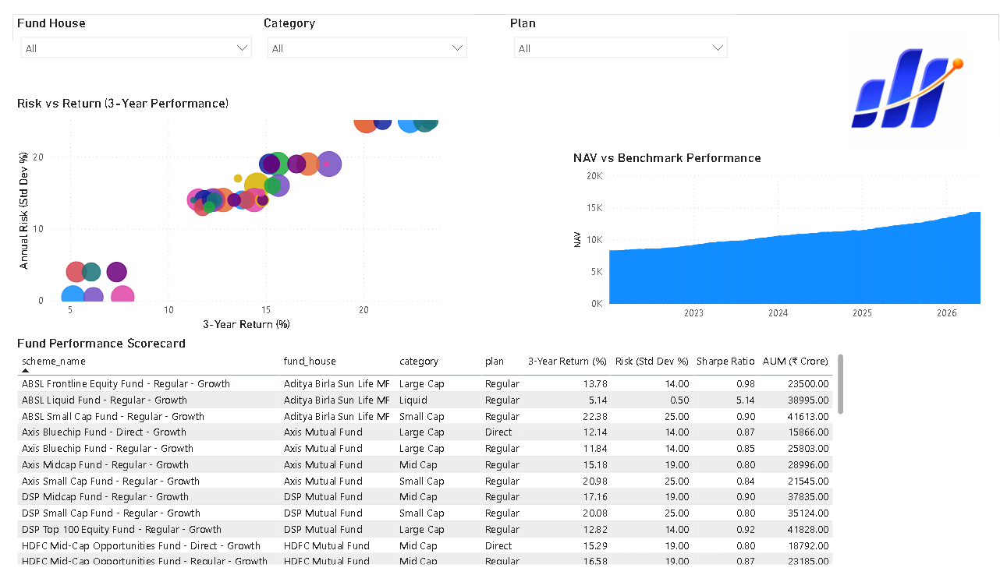 Fund House Category Plan
All All All
Risk vs Return (3-Year Performance)
Annual Risk (Std Dev %)
20
10
0
5 10 15 20
3-Year Return (%)
NAV vs Benchmark Performance
NAV
20K
15K
10K
5K
0K
2023 2024 2025 2026
Fund Performance Scorecard
scheme_name fund_house category plan 3-Year Return (%) Risk (Std Dev %) Sharpe Ratio AUM (₹ Crore)
ABSL Frontline Equity Fund - Regular - Growth Aditya Birla Sun Life MF Large Cap Regular 13.78 14.00 0.98 23500.00
ABSL Liquid Fund - Regular - Growth Aditya Birla Sun Life MF Liquid Regular 5.14 0.50 5.14 38995.00
ABSL Small Cap Fund - Regular - Growth Aditya Birla Sun Life MF Small Cap Regular 22.38 25.00 0.90 41613.00
Axis Bluechip Fund - Direct - Growth Axis Mutual Fund Large Cap Direct 12.14 14.00 0.87 15866.00
Axis Bluechip Fund - Regular - Growth Axis Mutual Fund Large Cap Regular 11.84 14.00 0.85 25803.00
Axis Midcap Fund - Regular - Growth Axis Mutual Fund Mid Cap Regular 15.18 19.00 0.80 28996.00
Axis Small Cap Fund - Regular - Growth Axis Mutual Fund Small Cap Regular 20.98 25.00 0.84 21545.00
DSP Midcap Fund - Regular - Growth DSP Mutual Fund Mid Cap Regular 17.16 19.00 0.90 37835.00
DSP Small Cap Fund - Regular - Growth DSP Mutual Fund Small Cap Regular 20.08 25.00 0.80 35124.00
DSP Top 100 Equity Fund - Regular - Growth DSP Mutual Fund Large Cap Regular 12.82 14.00 0.92 41828.00
HDFC Mid-Cap Opportunities Fund - Direct - Growth HDFC Mutual Fund Mid Cap Direct 15.29 19.00 0.80 18792.00
HDFC Mid-Cap Opportunities Fund - Regular - Growth HDFC Mutual Fund Mid Cap Regular 16.58 19.00 0.87 23185.00